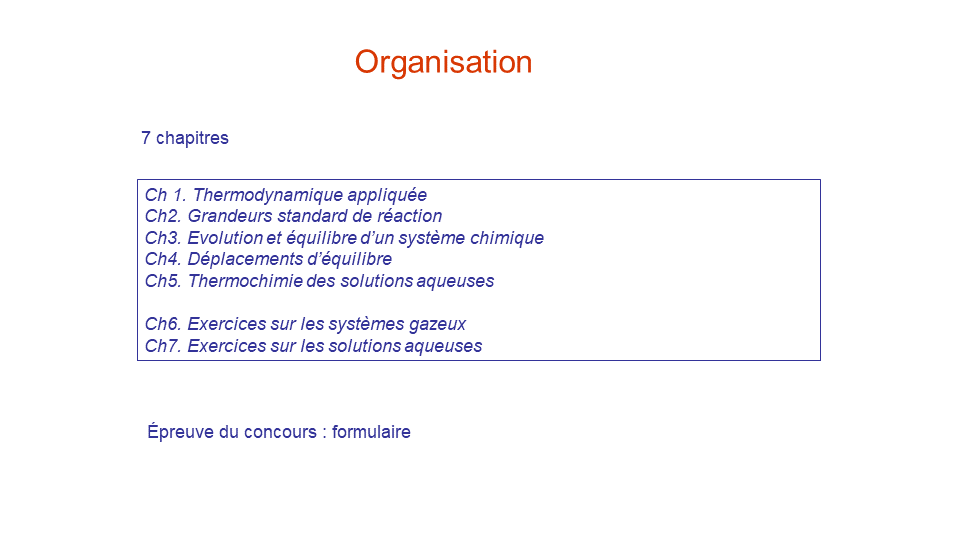 Organisation
7 chapitres
Ch 1. Thermodynamique appliquée
Ch2. Grandeurs standard de réaction
Ch3. Evolution et équilibre d’un système chimique
Ch4. Déplacements d’équilibre
Ch5. Thermochimie des solutions aqueuses
Ch6. Exercices sur les systèmes gazeux
Ch7. Exercices sur les solutions aqueuses
Épreuve du concours : formulaire